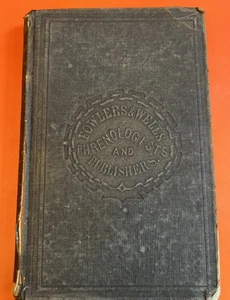 FOWLERS & WELLS
PHRENOLOGISTS
AND
PUBLISHERS